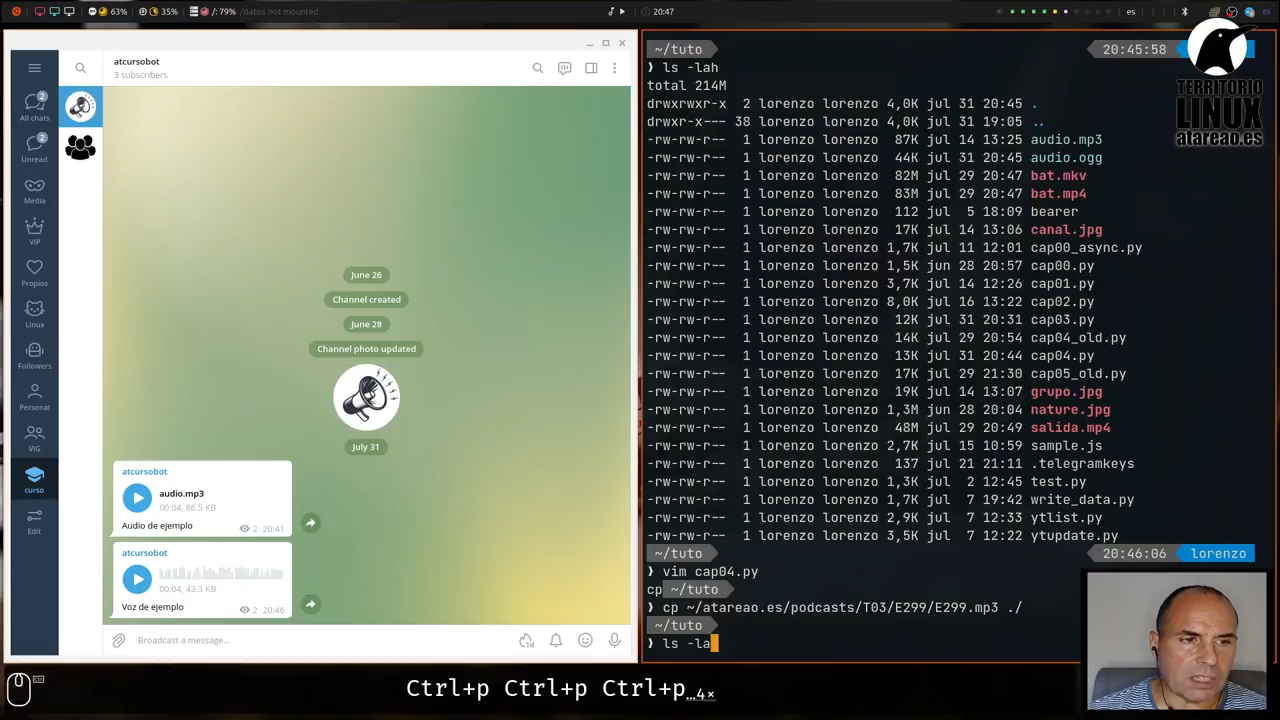 63% 35% /: 79% /datos not mounted 20:47 es ES
atcursobot
3 subscribers
2
All chats
2
Unread
Media
VIP
Propios
Linux
Followers
Personal
VIG
curso
Edit
June 26
Channel created
June 28
Channel photo updated
July 31
atcursobot
audio.mp3
00:04, 86.5 KB
Audio de ejemplo 2 20:41
atcursobot
00:04, 43.3 KB
Voz de ejemplo 2 20:46
Broadcast a message... 1d
~/tuto 20:45:58
❯ ls -lah
total 214M
drwxrwxr-x 2 lorenzo lorenzo 4,0K jul 31 20:45 .
drwxr-x--- 38 lorenzo lorenzo 4,0K jul 31 19:05 ..
-rw-rw-r-- 1 lorenzo lorenzo 87K jul 14 13:25 audio.mp3
-rw-rw-r-- 1 lorenzo lorenzo 44K jul 31 20:45 audio.ogg
-rw-rw-r-- 1 lorenzo lorenzo 82M jul 29 20:47 bat.mkv
-rw-rw-r-- 1 lorenzo lorenzo 83M jul 29 20:47 bat.mp4
-rw-rw-r-- 1 lorenzo lorenzo 112 jul 5 18:09 bearer
-rw-rw-r-- 1 lorenzo lorenzo 17K jul 14 13:06 canal.jpg
-rw-rw-r-- 1 lorenzo lorenzo 1,7K jul 11 12:01 cap00_async.py
-rw-rw-r-- 1 lorenzo lorenzo 1,5K jun 28 20:57 cap00.py
-rw-rw-r-- 1 lorenzo lorenzo 3,7K jul 14 12:26 cap01.py
-rw-rw-r-- 1 lorenzo lorenzo 8,0K jul 16 13:22 cap02.py
-rw-rw-r-- 1 lorenzo lorenzo 12K jul 31 20:31 cap03.py
-rw-rw-r-- 1 lorenzo lorenzo 14K jul 29 20:54 cap04_old.py
-rw-rw-r-- 1 lorenzo lorenzo 13K jul 31 20:44 cap04.py
-rw-rw-r-- 1 lorenzo lorenzo 17K jul 29 21:30 cap05_old.py
-rw-rw-r-- 1 lorenzo lorenzo 19K jul 14 13:07 grupo.jpg
-rw-rw-r-- 1 lorenzo lorenzo 1,3M jun 28 20:04 nature.jpg
-rw-rw-r-- 1 lorenzo lorenzo 48M jul 29 20:49 salida.mp4
-rw-rw-r-- 1 lorenzo lorenzo 2,7K jul 15 10:59 sample.js
-rw-rw-r-- 1 lorenzo lorenzo 137 jul 21 21:11 .telegramkeys
-rw-rw-r-- 1 lorenzo lorenzo 1,3K jul 2 12:45 test.py
-rw-rw-r-- 1 lorenzo lorenzo 1,7K jul 7 19:42 write_data.py
-rw-rw-r-- 1 lorenzo lorenzo 2,9K jul 7 12:33 ytlist.py
-rw-rw-r-- 1 lorenzo lorenzo 3,5K jul 7 12:22 ytupdate.py
~/tuto 20:46:06 lorenzo
❯ vim cap04.py
cp ~/tuto
❯ cp ~/atareao.es/podcasts/T03/E299/E299.mp3 ./
~/tuto
❯ ls -la
TERRITORIO
LINUX
atareao.es
Ctrl+p Ctrl+p Ctrl+p…4×
Ctrl